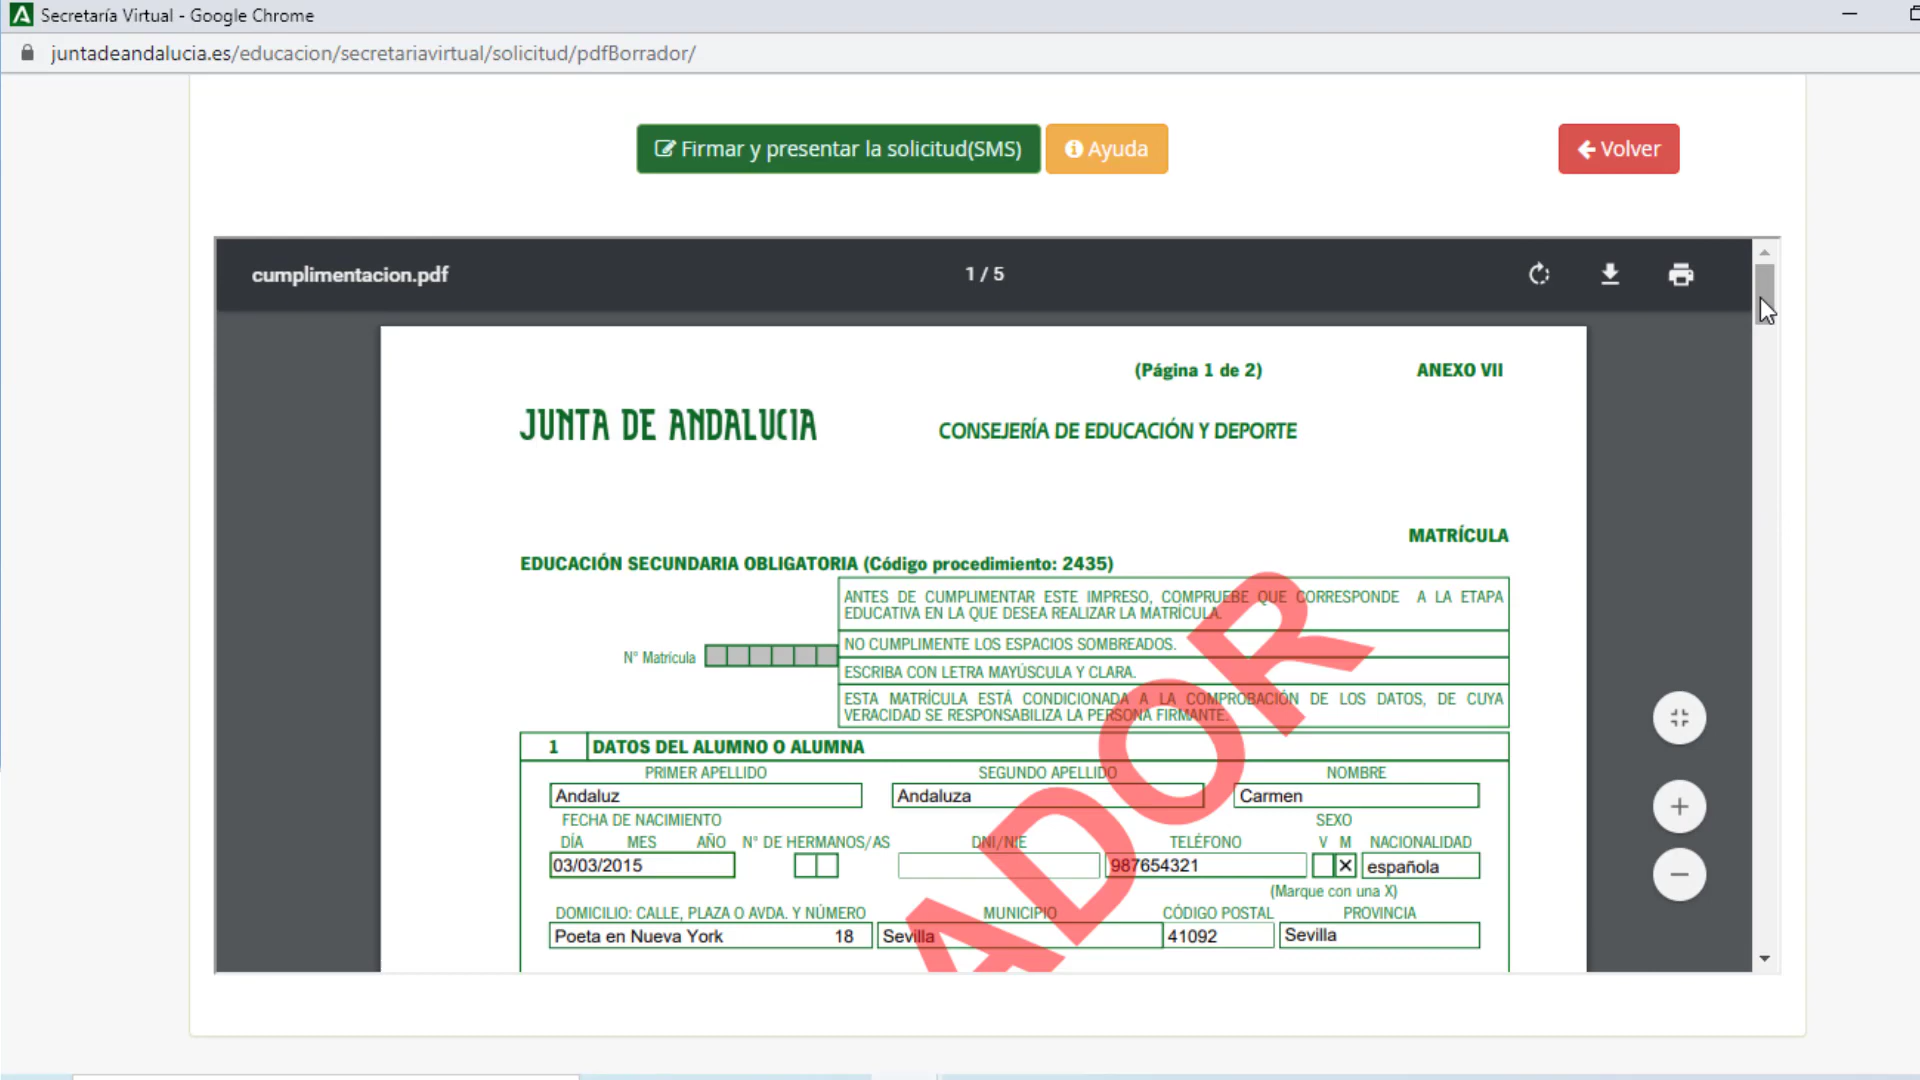 Secretaría Virtual - Google Chrome
juntadeandalucia.es/educacion/secretariavirtual/solicitud/pdfBorrador/
Firmar y presentar la solicitud(SMS)
Ayuda
Volver
cumplimentacion.pdf
1 / 5
(Página 1 de 2)
ANEXO VII
JUNTA DE ANDALUCIA
CONSEJERÍA DE EDUCACIÓN Y DEPORTE
MATRÍCULA
EDUCACIÓN SECUNDARIA OBLIGATORIA (Código procedimiento: 2435)
ANTES DE CUMPLIMENTAR ESTE IMPRESO, COMPRUEBE QUE CORRESPONDE A LA ETAPA
EDUCATIVA EN LA QUE DESEA REALIZAR LA MATRÍCULA.
Nº Matrícula
NO CUMPLIMENTE LOS ESPACIOS SOMBREADOS.
ESCRIBA CON LETRA MAYÚSCULA Y CLARA.
ESTA MATRÍCULA ESTÁ CONDICIONADA A LA COMPROBACIÓN DE LOS DATOS, DE CUYA
VERACIDAD SE RESPONSABILIZA LA PERSONA FIRMANTE.
1 DATOS DEL ALUMNO O ALUMNA
PRIMER APELLIDO SEGUNDO APELLIDO NOMBRE
Andaluz Andaluza Carmen
FECHA DE NACIMIENTO SEXO
DÍA MES AÑO Nº DE HERMANOS/AS DNI/NIE TELÉFONO V M NACIONALIDAD
03/03/2015 987654321 X española
(Marque con una X)
DOMICILIO: CALLE, PLAZA O AVDA. Y NÚMERO MUNICIPIO CÓDIGO POSTAL PROVINCIA
Poeta en Nueva York 18 Sevilla 41092 Sevilla
ADOR